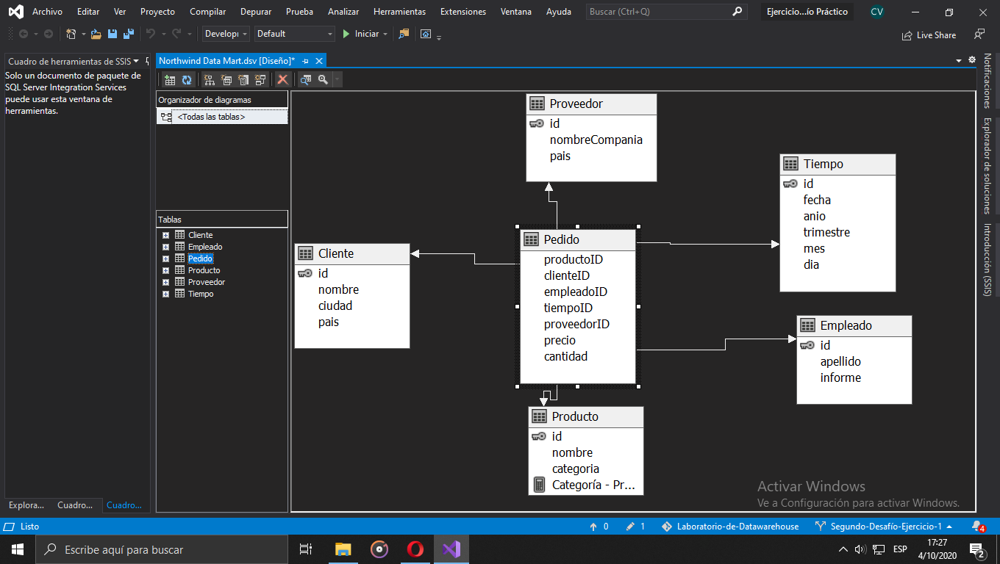 Archivo Editar Ver Proyecto Compilar Depurar Prueba Analizar Herramientas Extensiones Ventana Ayuda Buscar (Ctrl+Q) Ejercicio...ío Práctico CV
Developi Default Iniciar Live Share
Cuadro de herramientas de SSIS
Solo un documento de paquete de
SQL Server Integration Services
puede usar esta ventana de
herramientas.
Explora... Cuadro... Cuadro...
Northwind Data Mart.dsv [Diseño]*
Organizador de diagramas
<Todas las tablas>
Tablas
Cliente
Empleado
Pedido
Producto
Proveedor
Tiempo
Proveedor
id
nombreCompania
pais
Tiempo
id
fecha
anio
trimestre
mes
dia
Cliente
id
nombre
ciudad
pais
Pedido
productoID
clienteID
empleadoID
tiempoID
proveedorID
precio
cantidad
Empleado
id
apellido
informe
Producto
id
nombre
categoria
Categoría - Pr...
Activar Windows
Ve a Configuración para activar Windows.
Notificaciones
Explorador de soluciones
Introducción (SSIS)
Listo 0 1 Laboratorio-de-Datawarehouse Segundo-Desafío-Ejercicio-1 4
Escribe aquí para buscar
ESP
17:27
4/10/2020
2